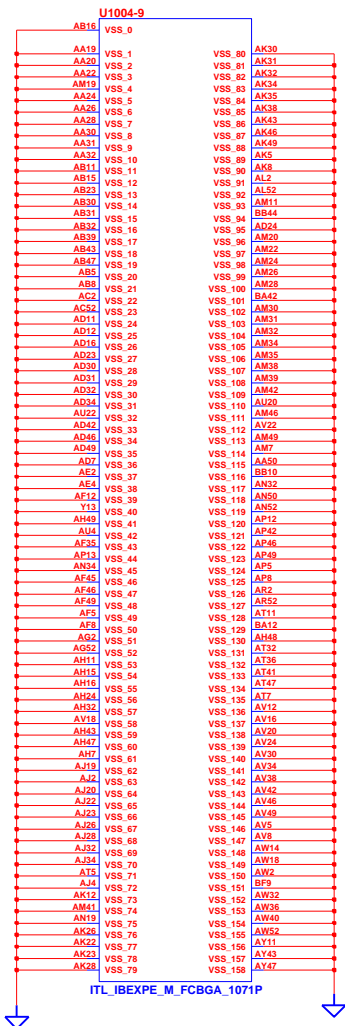 U1004-9
AB16 VSS_0
AA19 VSS_1 VSS_80 AK30
AA20 VSS_2 VSS_81 AK31
AA22 VSS_3 VSS_82 AK32
AM19 VSS_4 VSS_83 AK34
AA24 VSS_5 VSS_84 AK35
AA26 VSS_6 VSS_85 AK38
AA28 VSS_7 VSS_86 AK43
AA30 VSS_8 VSS_87 AK46
AA31 VSS_9 VSS_88 AK49
AA32 VSS_10 VSS_89 AK5
AB11 VSS_11 VSS_90 AK8
AB15 VSS_12 VSS_91 AL2
AB23 VSS_13 VSS_92 AL52
AB30 VSS_14 VSS_93 AM11
AB31 VSS_15 VSS_94 BB44
AB32 VSS_16 VSS_95 AD24
AB39 VSS_17 VSS_96 AM20
AB43 VSS_18 VSS_97 AM22
AB47 VSS_19 VSS_98 AM24
AB5 VSS_20 VSS_99 AM26
AB8 VSS_21 VSS_100 AM28
AC2 VSS_22 VSS_101 BA42
AC52 VSS_23 VSS_102 AM30
AD11 VSS_24 VSS_103 AM31
AD12 VSS_25 VSS_104 AM32
AD16 VSS_26 VSS_105 AM34
AD23 VSS_27 VSS_106 AM35
AD30 VSS_28 VSS_107 AM38
AD31 VSS_29 VSS_108 AM39
AD32 VSS_30 VSS_109 AM42
AD34 VSS_31 VSS_110 AU20
AU22 VSS_32 VSS_111 AM46
AD42 VSS_33 VSS_112 AV22
AD46 VSS_34 VSS_113 AM49
AD49 VSS_35 VSS_114 AM7
AD7 VSS_36 VSS_115 AA50
AE2 VSS_37 VSS_116 BB10
AE4 VSS_38 VSS_117 AN32
AF12 VSS_39 VSS_118 AN50
Y13 VSS_40 VSS_119 AN52
AH49 VSS_41 VSS_120 AP12
AU4 VSS_42 VSS_121 AP42
AF35 VSS_43 VSS_122 AP46
AP13 VSS_44 VSS_123 AP49
AN34 VSS_45 VSS_124 AP5
AF45 VSS_46 VSS_125 AP8
AF46 VSS_47 VSS_126 AR2
AF49 VSS_48 VSS_127 AR52
AF5 VSS_49 VSS_128 AT11
AF8 VSS_50 VSS_129 BA12
AG2 VSS_51 VSS_130 AH48
AG52 VSS_52 VSS_131 AT32
AH11 VSS_53 VSS_132 AT36
AH15 VSS_54 VSS_133 AT41
AH16 VSS_55 VSS_134 AT47
AH24 VSS_56 VSS_135 AT7
AH32 VSS_57 VSS_136 AV12
AV18 VSS_58 VSS_137 AV16
AH43 VSS_59 VSS_138 AV20
AH47 VSS_60 VSS_139 AV24
AH7 VSS_61 VSS_140 AV30
AJ19 VSS_62 VSS_141 AV34
AJ2 VSS_63 VSS_142 AV38
AJ20 VSS_64 VSS_143 AV42
AJ22 VSS_65 VSS_144 AV46
AJ23 VSS_66 VSS_145 AV49
AJ26 VSS_67 VSS_146 AV5
AJ28 VSS_68 VSS_147 AV8
AJ32 VSS_69 VSS_148 AW14
AJ34 VSS_70 VSS_149 AW18
AT5 VSS_71 VSS_150 AW2
AJ4 VSS_72 VSS_151 BF9
AK12 VSS_73 VSS_152 AW32
AM41 VSS_74 VSS_153 AW36
AN19 VSS_75 VSS_154 AW40
AK26 VSS_76 VSS_155 AW52
AK22 VSS_77 VSS_156 AY11
AK23 VSS_78 VSS_157 AY43
AK28 VSS_79 VSS_158 AY47
ITL_IBEXPE_M_FCBGA_1071P